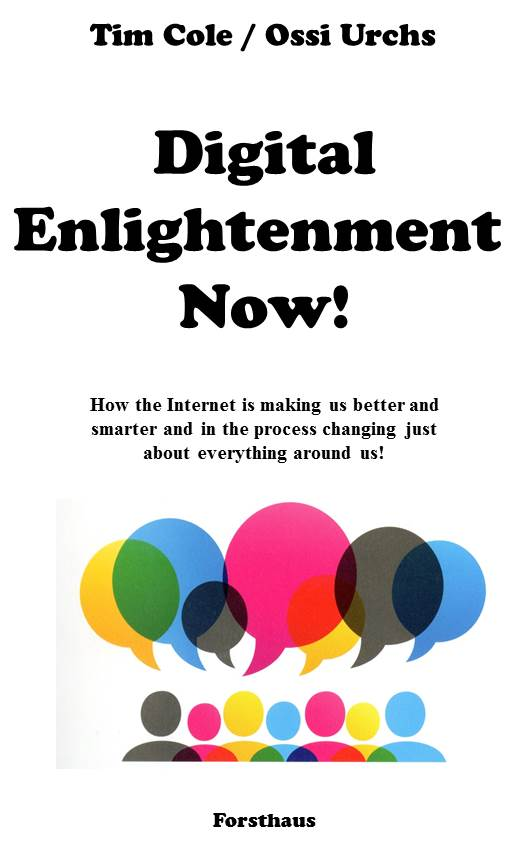 Tim Cole / Ossi Urchs
Digital
Enlightenment
Now!
How the Internet is making us better and
smarter and in the process changing just
about everything around us!
Forsthaus